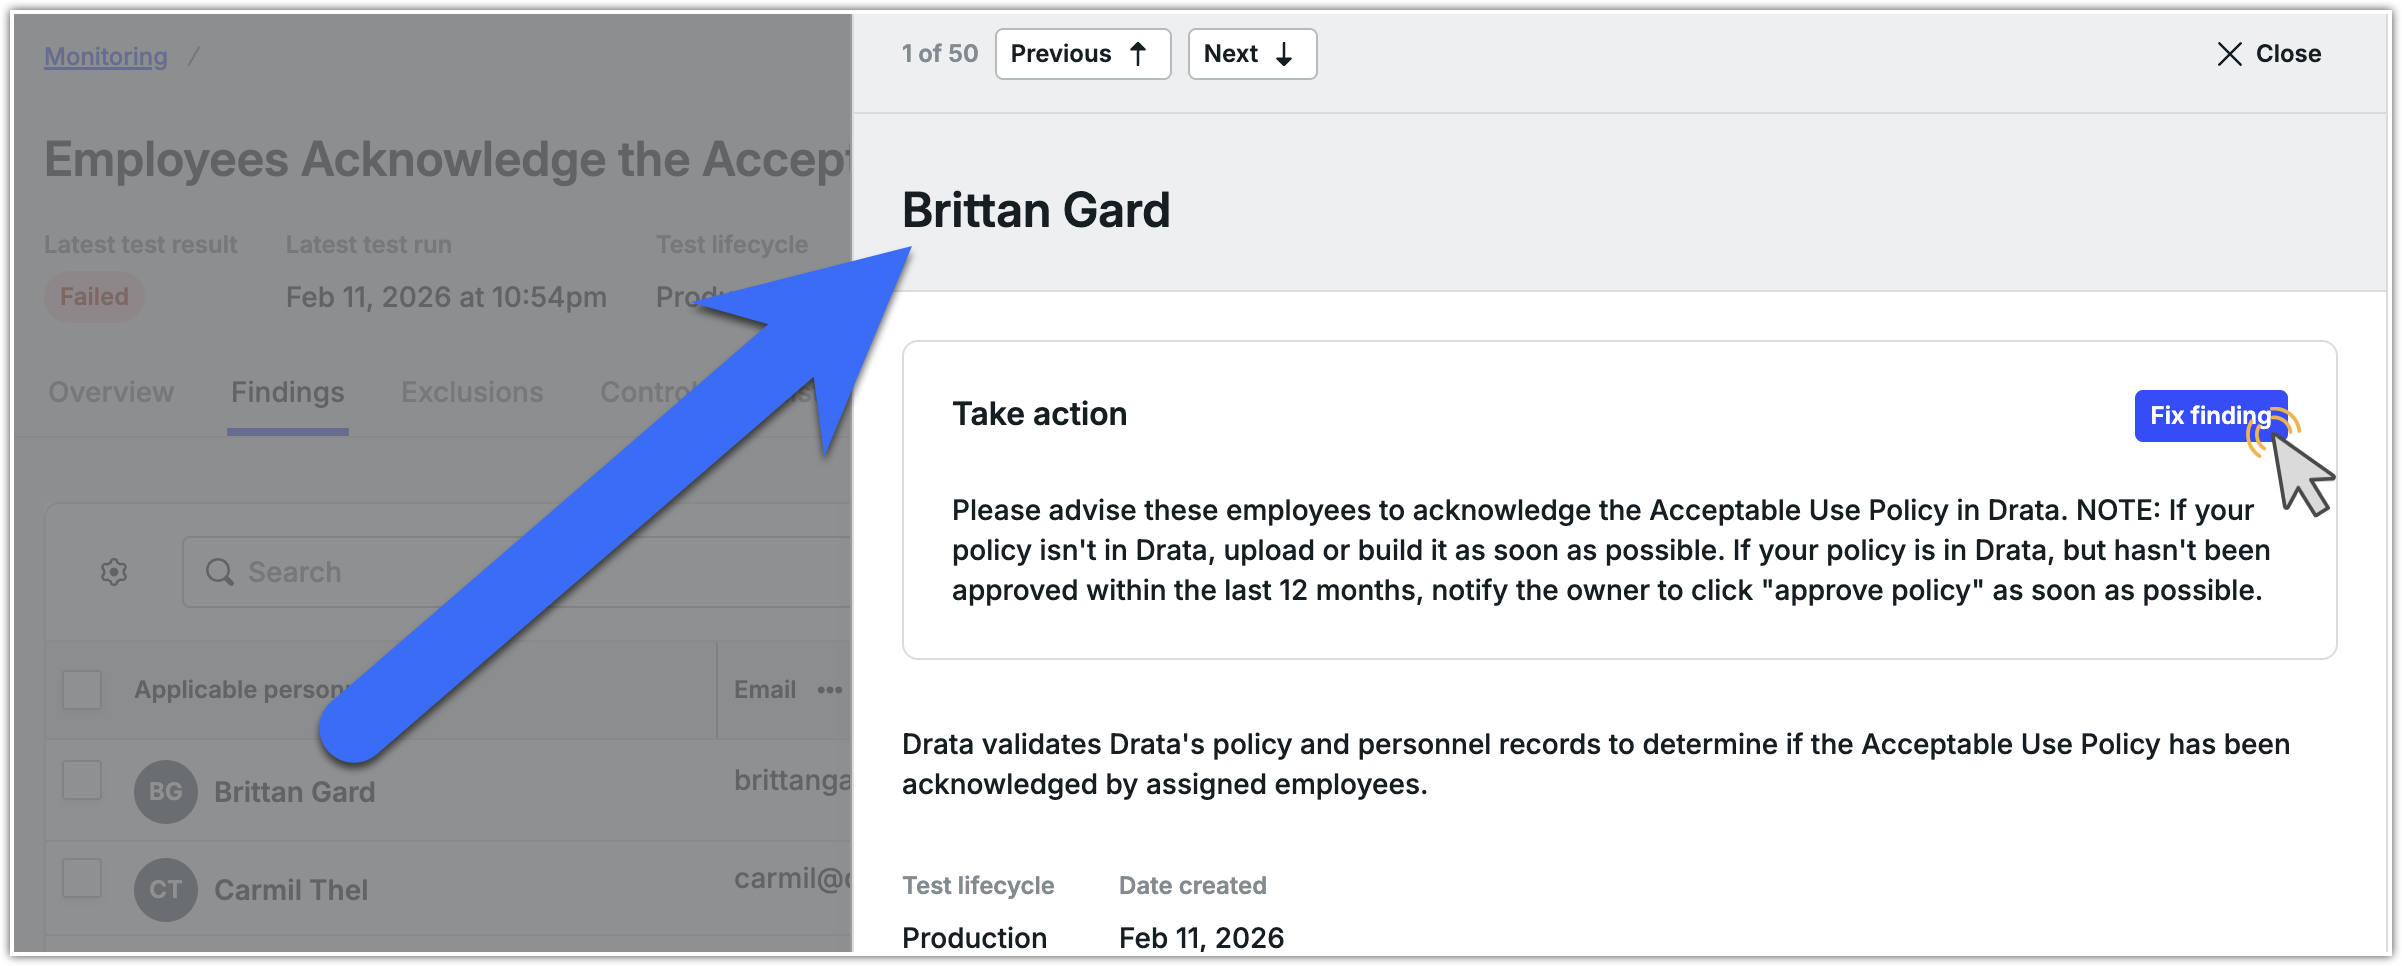 Monitoring /
Employees Acknowledge the Accept
Latest test result
Latest test run
Test lifecycle
Failed
Feb 11, 2026 at 10:54pm
Overview
Findings
Exclusions
Search
Applicable
Email •••
BG Brittan Gard
CT Carmil Thel
1 of 50
Previous ↑
Next ↓
Close
Brittan Gard
Take action
Fix finding
Please advise these employees to acknowledge the Acceptable Use Policy in Drata. NOTE: If your
policy isn't in Drata, upload or build it as soon as possible. If your policy is in Drata, but hasn't been
approved within the last 12 months, notify the owner to click "approve policy" as soon as possible.
Drata validates Drata's policy and personnel records to determine if the Acceptable Use Policy has been
acknowledged by assigned employees.
Test lifecycle
Date created
Production
Feb 11, 2026